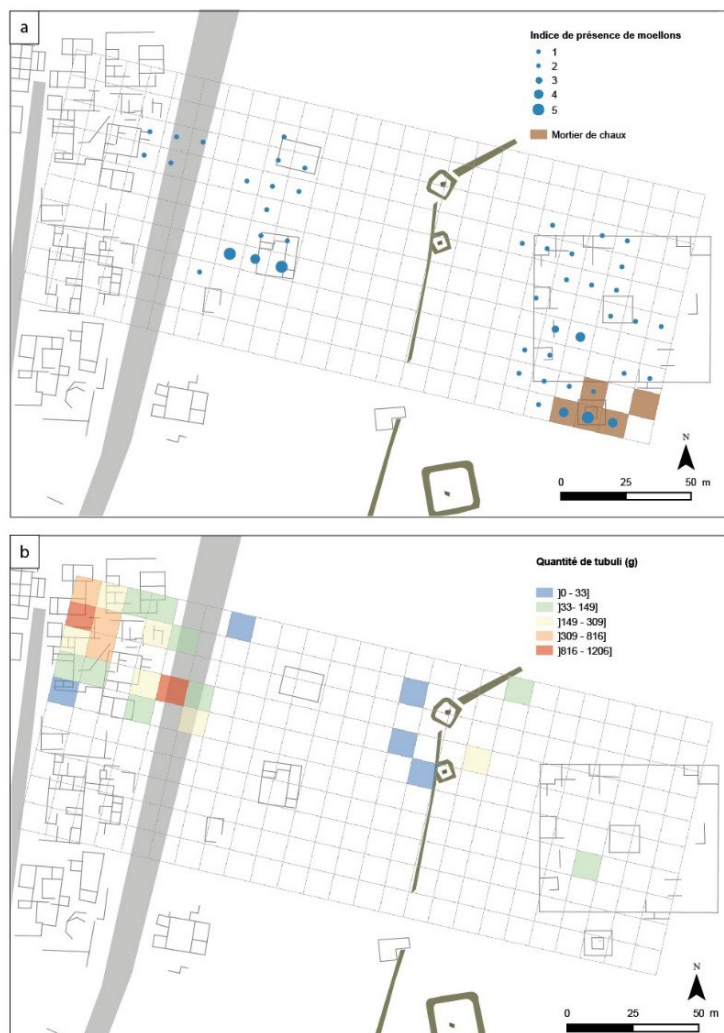 a
Indice de présence de moellons
1
2
3
4
5
Mortier de chaux
N
0 25 50 m
b
Quantité de tubuli (g)
]0 - 33]
]33- 149]
]149 - 309]
]309 - 816]
]816 - 1206]
N
0 25 50 m